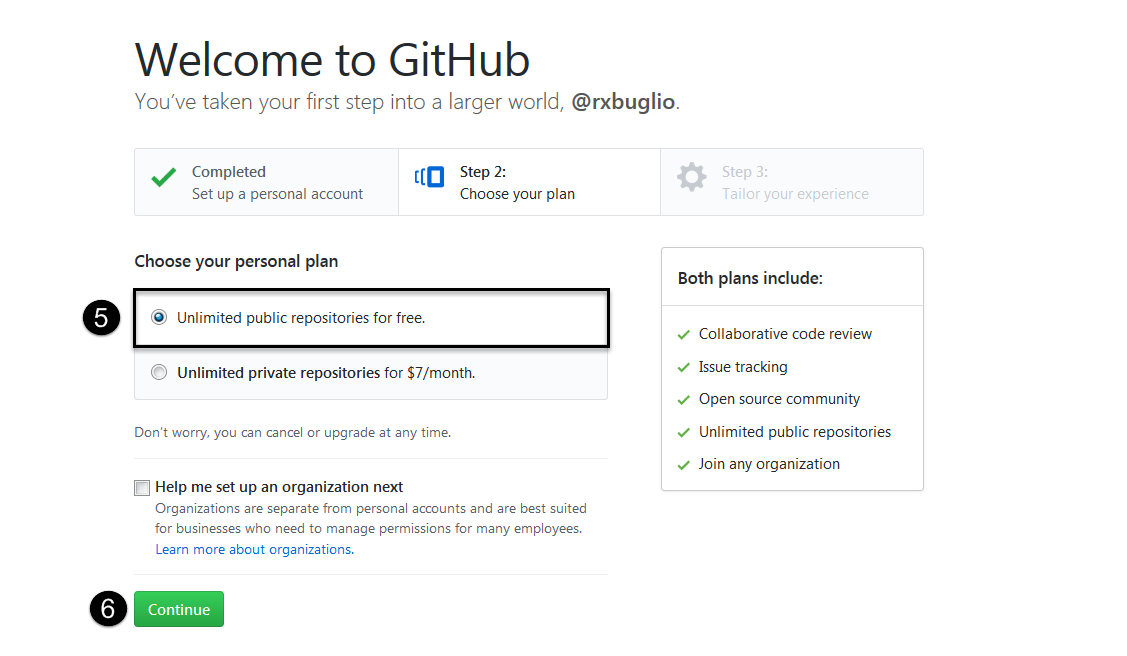 Welcome to GitHub
You’ve taken your first step into a larger world, @rxbuglio.
Completed
Set up a personal account
Step 2:
Choose your plan
Step 3:
Tailor your experience
Choose your personal plan
5
Unlimited public repositories for free.
Unlimited private repositories for $7/month.
Don’t worry, you can cancel or upgrade at any time.
Help me set up an organization next
Organizations are separate from personal accounts and are best suited
for businesses who need to manage permissions for many employees.
Learn more about organizations.
6
Continue
Both plans include:
Collaborative code review
Issue tracking
Open source community
Unlimited public repositories
Join any organization